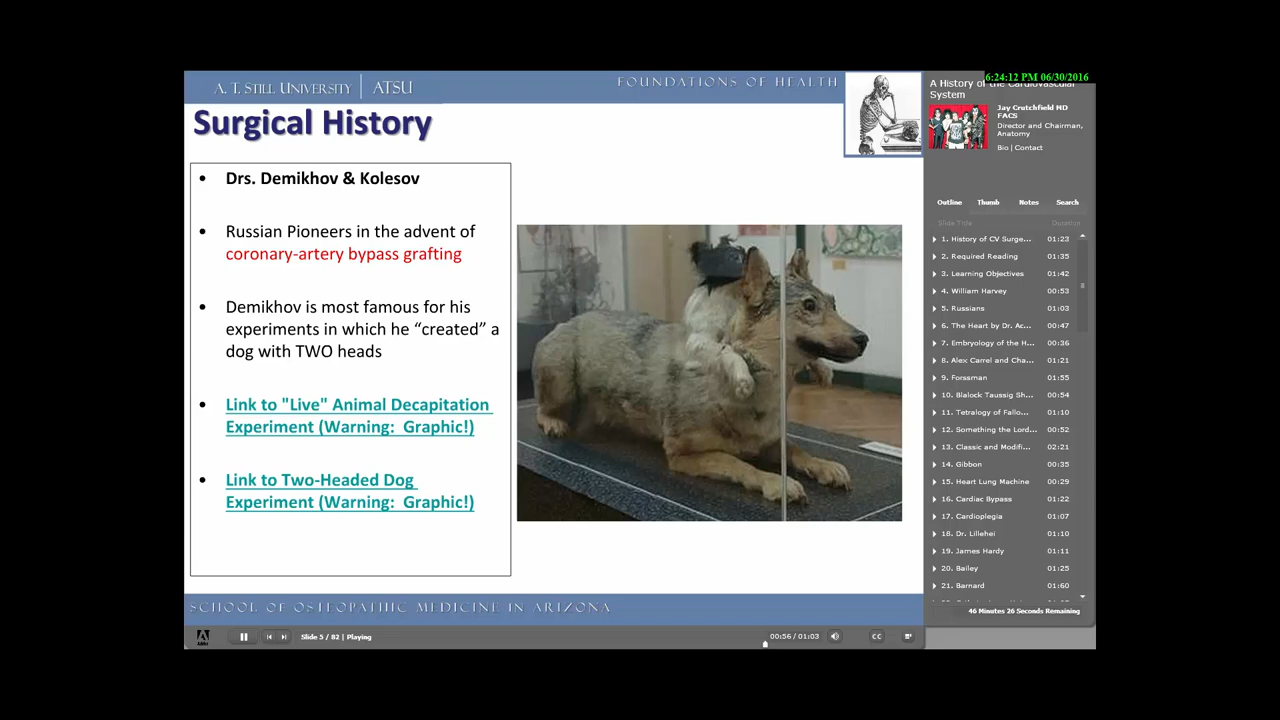 A. T. STILL UNIVERSITY | ATSU
FOUNDATIONS OF HEALTH
6:24:12 PM 06/30/2016
Surgical History
• Drs. Demikhov & Kolesov
• Russian Pioneers in the advent of
coronary-artery bypass grafting
• Demikhov is most famous for his
experiments in which he “created” a
dog with TWO heads
• Link to "Live" Animal Decapitation
Experiment (Warning: Graphic!)
• Link to Two-Headed Dog
Experiment (Warning: Graphic!)
SCHOOL OF OSTEOPATHIC MEDICINE IN ARIZONA
A History of the Cardiovascular
System
Jay Crutchfield MD
FACS
Director and Chairman,
Anatomy
Bio | Contact
Outline Thumb Notes Search
Slide Title Duration
1. History of CV Surge... 01:23
2. Required Reading 01:35
3. Learning Objectives 01:42
4. William Harvey 00:53
5. Russians 01:03
6. The Heart by Dr. Ac... 00:47
7. Embryology of the H... 00:36
8. Alex Carrel and Cha... 01:21
9. Forssman 01:55
10. Blalock Taussig Sh... 00:54
11. Tetralogy of Fallo... 01:10
12. Something the Lord... 00:52
13. Classic and Modifi... 02:21
14. Gibbon 00:35
15. Heart Lung Machine 00:29
16. Cardiac Bypass 01:22
17. Cardioplegia 01:07
18. Dr. Lillehei 01:10
19. James Hardy 01:11
20. Bailey 01:25
21. Barnard 01:60
46 Minutes 26 Seconds Remaining
Slide 5 / 82 | Playing
00:56 / 01:03
CC